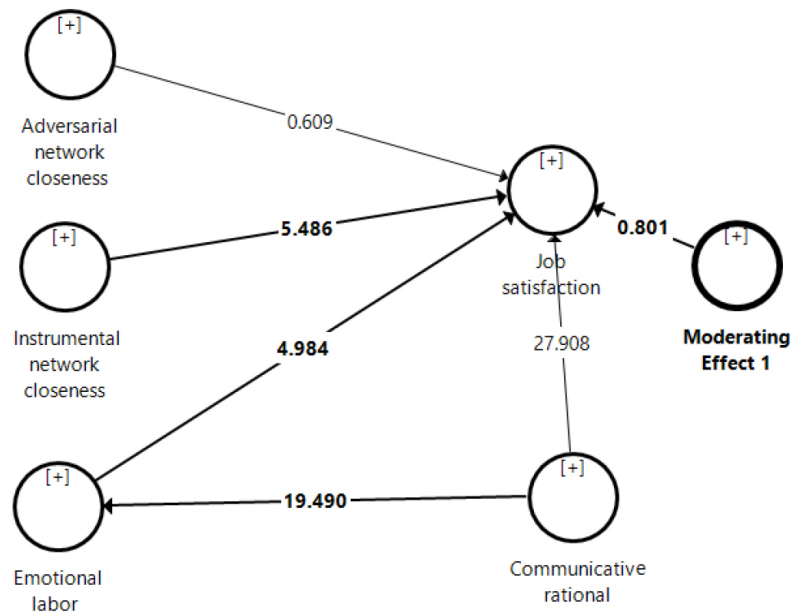 [+]
Adversarial
network
closeness
0.609
[+]
Job
satisfaction
[+]
Instrumental
network
closeness
5.486
0.801
[+]
Moderating
Effect 1
4.984
27.908
[+]
Emotional
labor
19.490
[+]
Communicative
rational